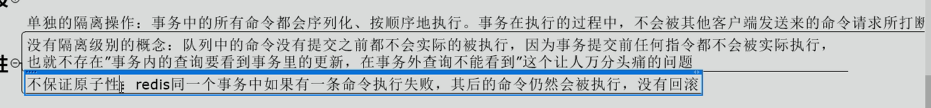 单独的隔离操作：事务中的所有命令都会序列化、按顺序地执行。事务在执行的过程中，不会被其他客户端发送来的命令请求所打断
没有隔离级别的概念：队列中的命令没有提交之前都不会实际的被执行，因为事务提交前任何指令都不会被实际执行，
也就不存在"事务内的查询要看到事务里的更新，在事务外查询不能看到"这个让人万分头痛的问题
性
不保证原子性：redis同一个事务中如果有一条命令执行失败，其后的命令仍然会被执行，没有回滚